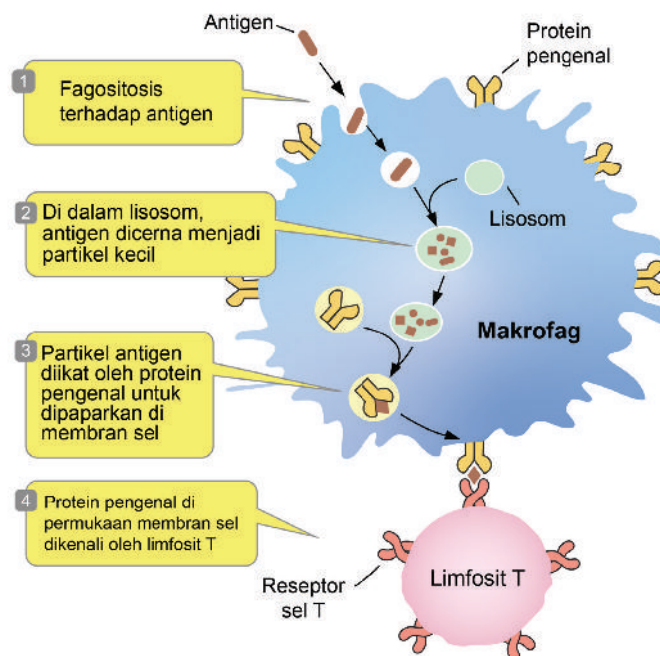 Antigen
Protein
pengenal
1
Fagositosis
terhadap antigen
Lisosom
2
Di dalam lisosom,
antigen dicerna menjadi
partikel kecil
Makrofag
3
Partikel antigen
diikat oleh protein
pengenal untuk
dipaparkan di
membran sel
4
Protein pengenal di
permukaan membran sel
dikenali oleh limfosit T
Limfosit T
Reseptor
sel T